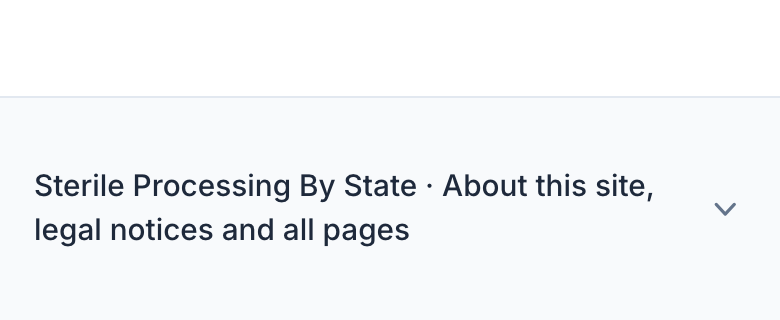 Sterile Processing By State · About this site,
legal notices and all pages